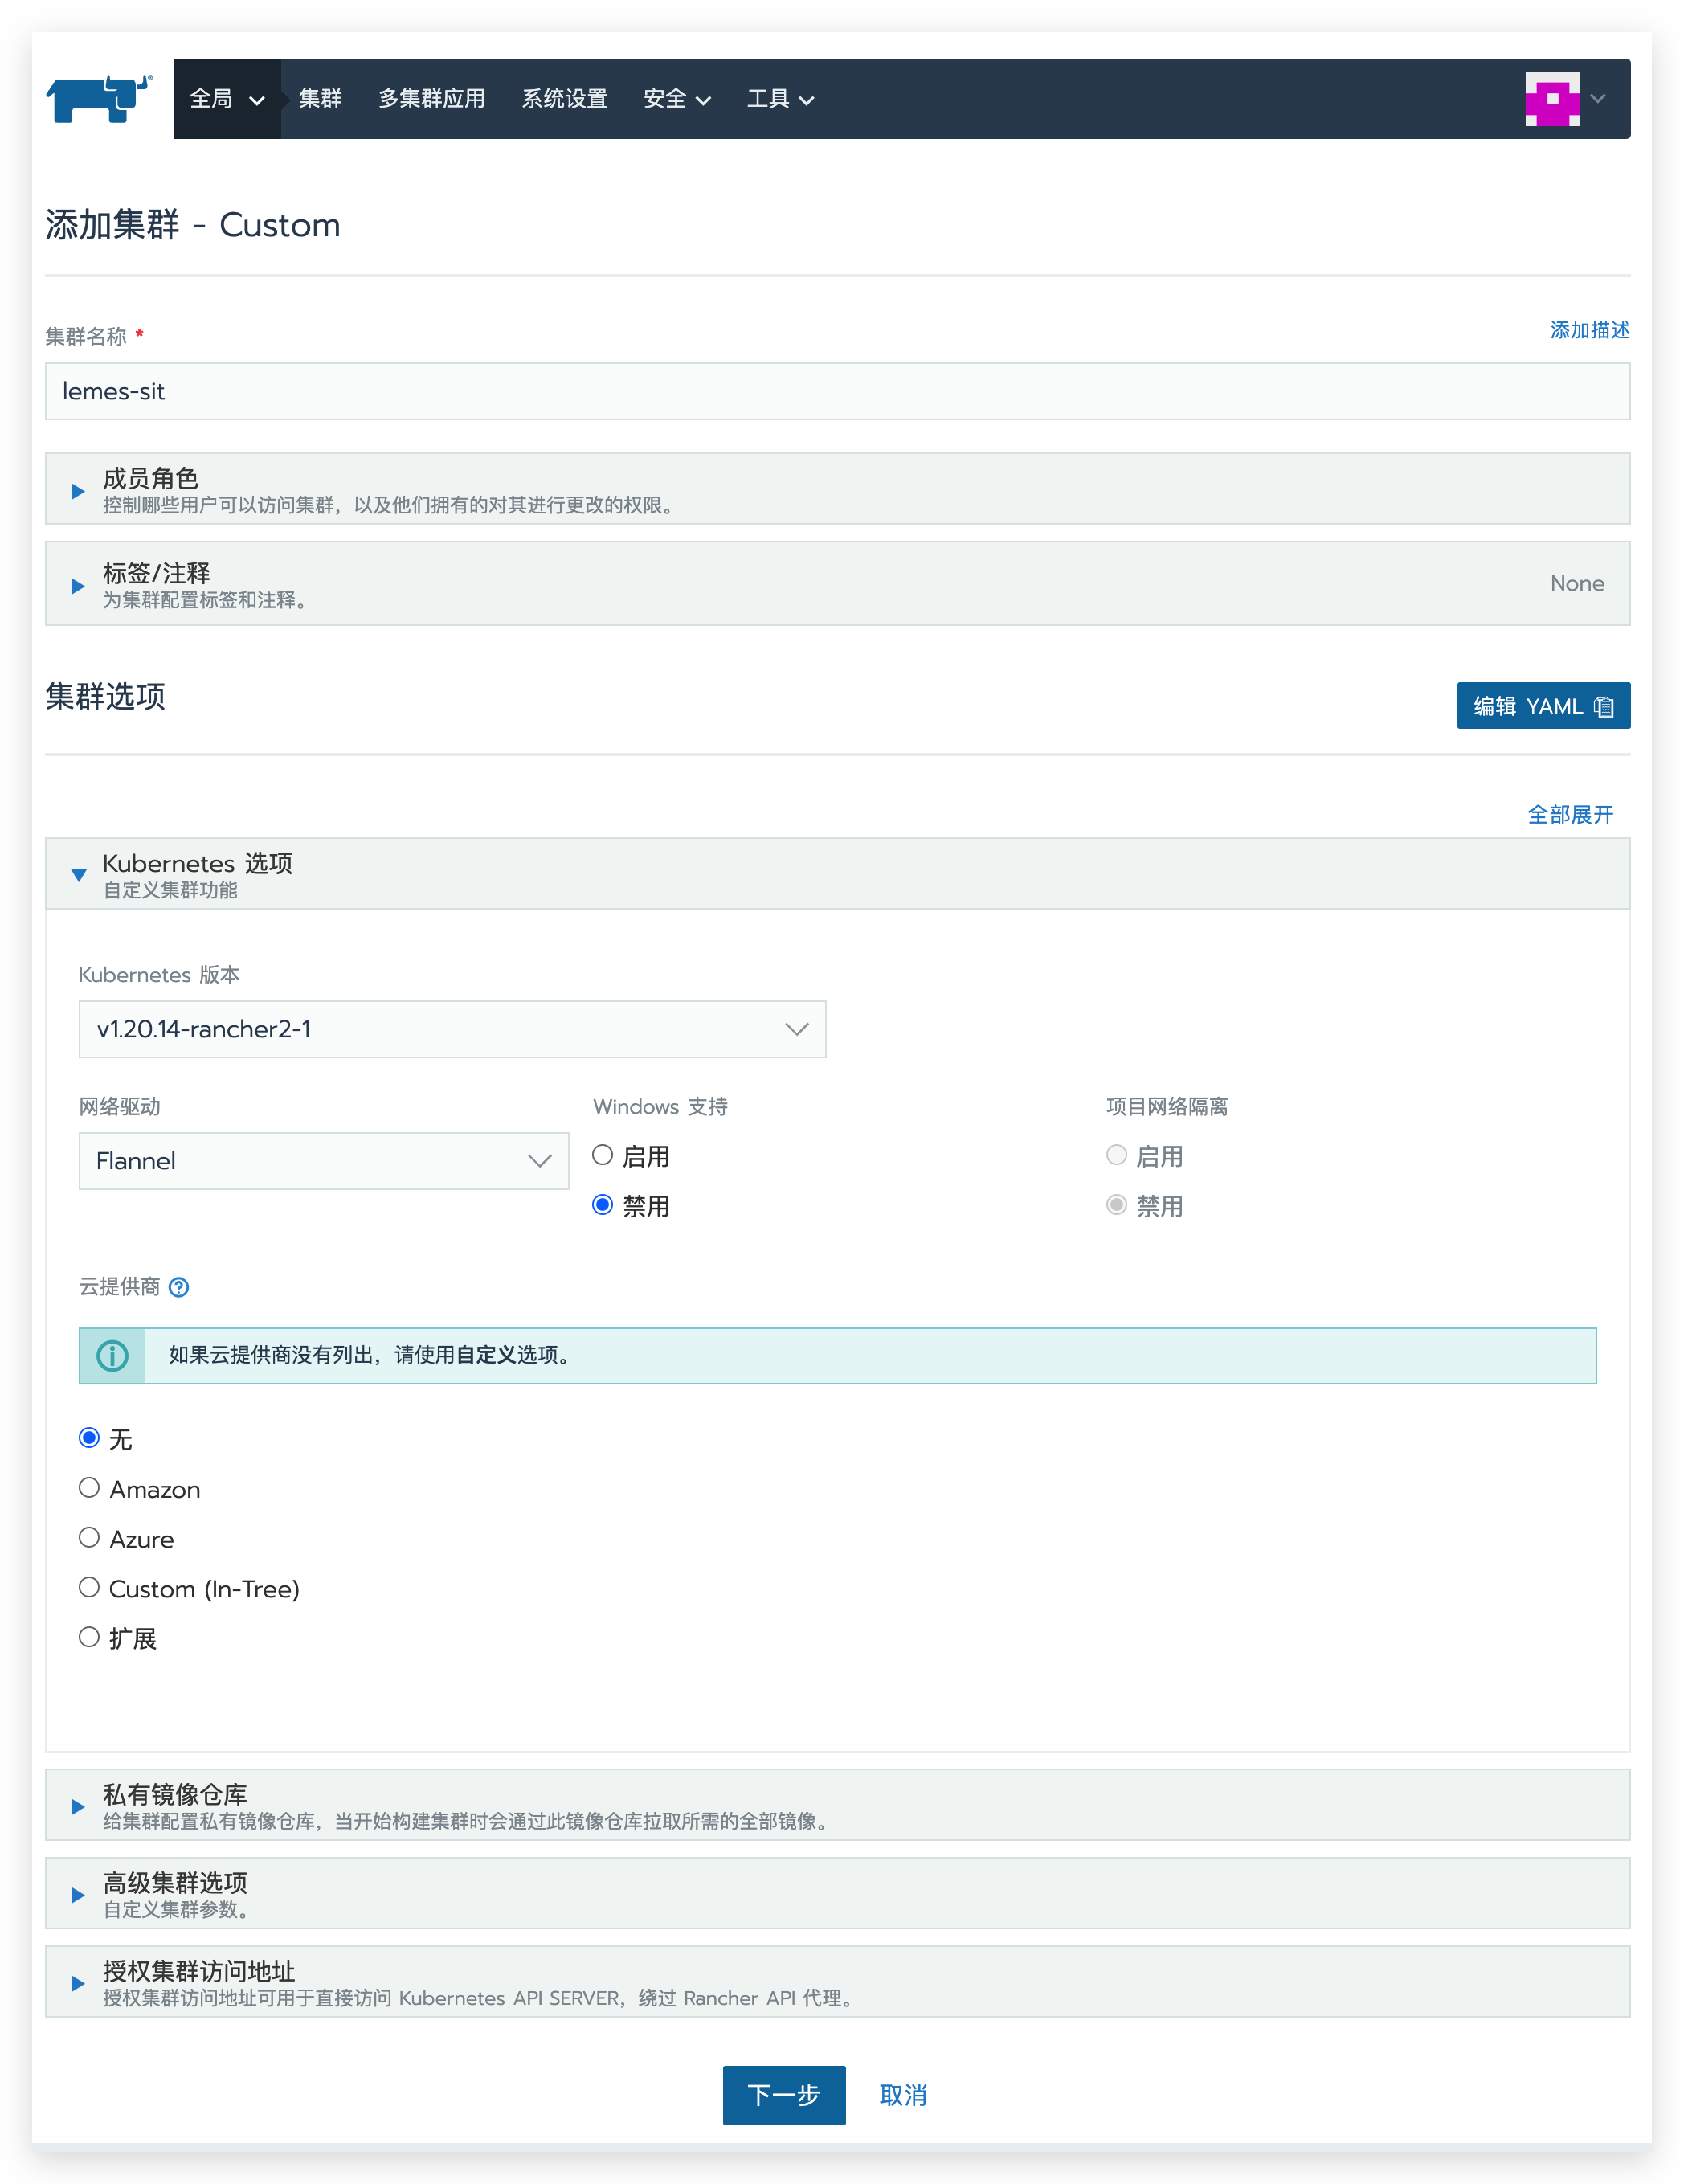 全局 集群 多集群应用 系统设置 安全 工具
添加集群 - Custom
集群名称 *
添加描述
lemes-sit
成员角色
控制哪些用户可以访问集群，以及他们拥有的对其进行更改的权限。
标签/注释
为集群配置标签和注释。
None
集群选项
编辑 YAML
全部展开
Kubernetes 选项
自定义集群功能
Kubernetes 版本
v1.20.14-rancher2-1
网络驱动 Windows 支持 项目网络隔离
Flannel
启用 启用
禁用 禁用
云提供商
如果云提供商没有列出，请使用自定义选项。
无
Amazon
Azure
Custom (In-Tree)
扩展
私有镜像仓库
给集群配置私有镜像仓库，当开始构建集群时会通过此镜像仓库拉取所需的全部镜像。
高级集群选项
自定义集群参数。
授权集群访问地址
授权集群访问地址可用于直接访问 Kubernetes API SERVER，绕过 Rancher API 代理。
下一步 取消